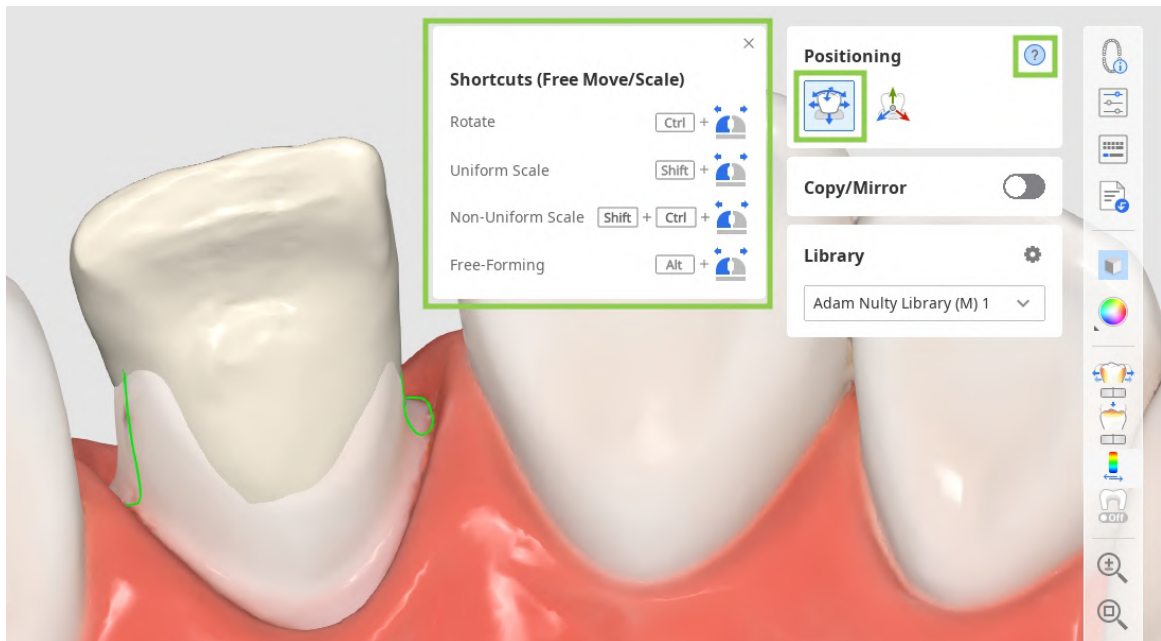 Shortcuts (Free Move/Scale)
Rotate Ctrl +
Uniform Scale Shift +
Non-Uniform Scale Shift + Ctrl +
Free-Forming Alt +
Positioning ?
Copy/Mirror
Library
Adam Nulty Library (M) 1
Off